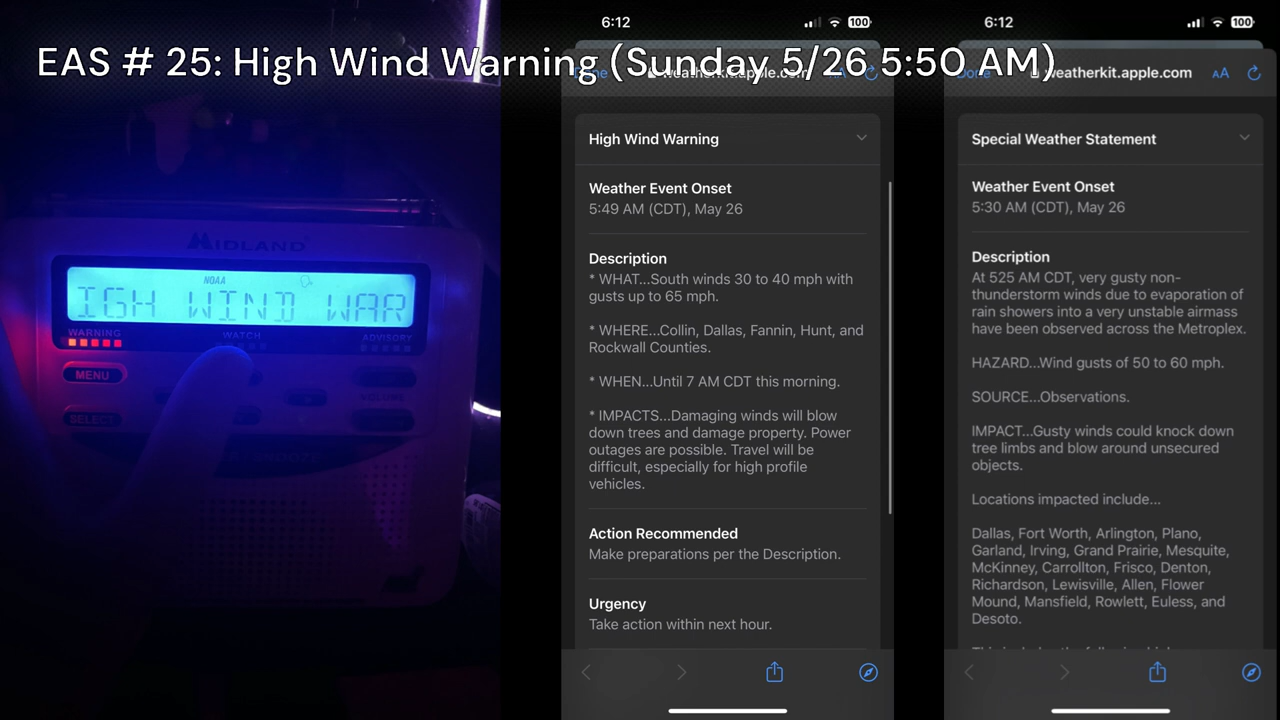 EAS # 25: High Wind Warning (Sunday 5/26 5:50 AM)
MIDLAND
NOAA
IGH WIND WAR
WARNING
WATCH
ADVISORY
MENU
VOLUME
SELECT
6:12
100
weatherkit.apple.com
AA
High Wind Warning
Weather Event Onset
5:49 AM (CDT), May 26
Description
* WHAT...South winds 30 to 40 mph with
gusts up to 65 mph.
* WHERE...Collin, Dallas, Fannin, Hunt, and
Rockwall Counties.
* WHEN...Until 7 AM CDT this morning.
* IMPACTS...Damaging winds will blow
down trees and damage property. Power
outages are possible. Travel will be
difficult, especially for high profile
vehicles.
Action Recommended
Make preparations per the Description.
Urgency
Take action within next hour.
6:12
100
Done
weatherkit.apple.com
AA
Special Weather Statement
Weather Event Onset
5:30 AM (CDT), May 26
Description
At 525 AM CDT, very gusty non-
thunderstorm winds due to evaporation of
rain showers into a very unstable airmass
have been observed across the Metroplex.
HAZARD...Wind gusts of 50 to 60 mph.
SOURCE...Observations.
IMPACT...Gusty winds could knock down
tree limbs and blow around unsecured
objects.
Locations impacted include...
Dallas, Fort Worth, Arlington, Plano,
Garland, Irving, Grand Prairie, Mesquite,
McKinney, Carrollton, Frisco, Denton,
Richardson, Lewisville, Allen, Flower
Mound, Mansfield, Rowlett, Euless, and
Desoto.